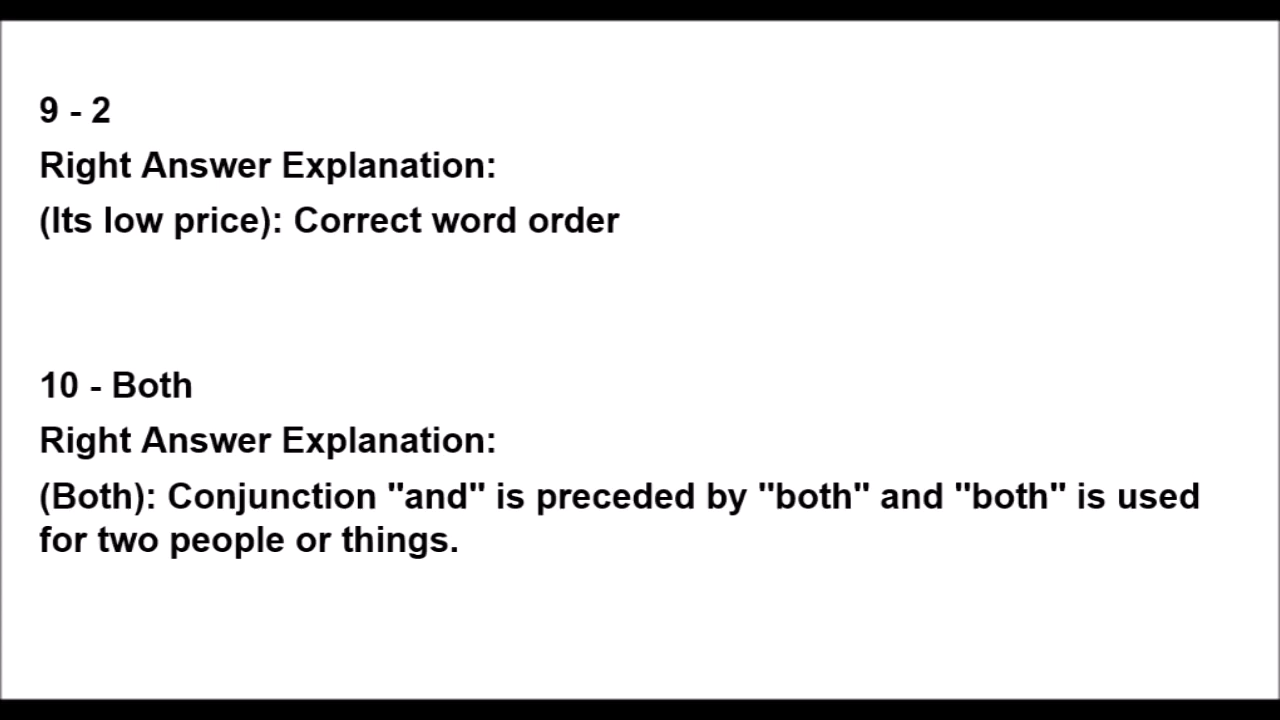 9 - 2
Right Answer Explanation:
(Its low price): Correct word order
10 - Both
Right Answer Explanation:
(Both): Conjunction "and" is preceded by "both" and "both" is used
for two people or things.